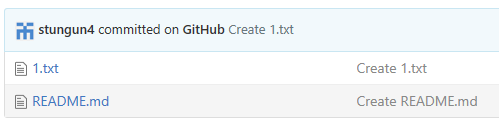 stungun4 committed on GitHub Create 1.txt
1.txt Create 1.txt
README.md Create README.md